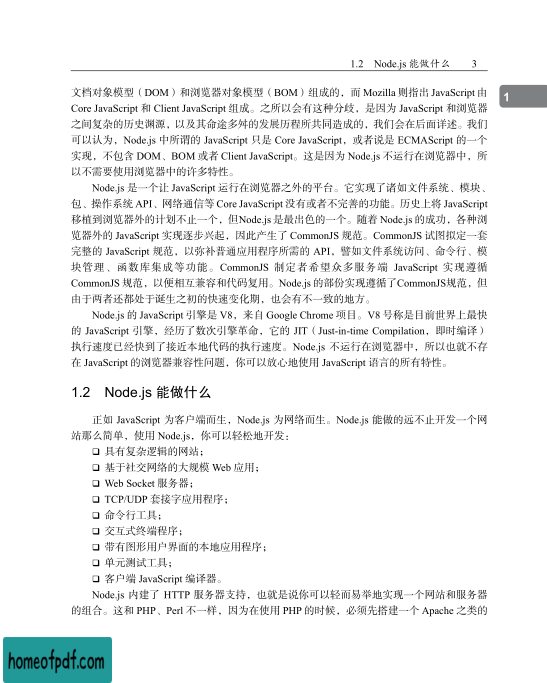 1.2 Node.js 能做什么 3
1
文档对象模型（DOM）和浏览器对象模型（BOM）组成的，而 Mozilla 则指出 JavaScript 由
Core JavaScript 和 Client JavaScript 组成。之所以会有这种分歧，是因为 JavaScript 和浏览器
之间复杂的历史渊源，以及其命途多舛的发展历程所共同造成的，我们会在后面详述。我们
可以认为，Node.js 中所谓的 JavaScript 只是 Core JavaScript，或者说是 ECMAScript 的一个
实现，不包含 DOM、BOM 或者 Client JavaScript。这是因为 Node.js 不运行在浏览器中，所
以不需要使用浏览器中的许多特性。
Node.js 是一个让 JavaScript 运行在浏览器之外的平台。它实现了诸如文件系统、模块、
包、操作系统 API、网络通信等 Core JavaScript 没有或者不完善的功能。历史上将 JavaScript
移植到浏览器外的计划不止一个，但Node.js 是最出色的一个。随着 Node.js 的成功，各种浏
览器外的 JavaScript 实现逐步兴起，因此产生了 CommonJS 规范。CommonJS 试图拟定一套
完整的 JavaScript 规范，以弥补普通应用程序所需的 API，譬如文件系统访问、命令行、模
块管理、函数库集成等功能。CommonJS 制定者希望众多服务端 JavaScript 实现遵循
CommonJS 规范，以便相互兼容和代码复用。Node.js 的部份实现遵循了CommonJS规范，但
由于两者还都处于诞生之初的快速变化期，也会有不一致的地方。
Node.js 的 JavaScript 引擎是 V8，来自 Google Chrome 项目。V8 号称是目前世界上最快
的 JavaScript 引擎，经历了数次引擎革命，它的 JIT（Just-in-time Compilation，即时编译）
执行速度已经快到了接近本地代码的执行速度。Node.js 不运行在浏览器中，所以也就不存
在 JavaScript 的浏览器兼容性问题，你可以放心地使用 JavaScript 语言的所有特性。
1.2 Node.js 能做什么
正如 JavaScript 为客户端而生，Node.js 为网络而生。Node.js 能做的远不止开发一个网
站那么简单，使用 Node.js，你可以轻松地开发：
❑ 具有复杂逻辑的网站；
❑ 基于社交网络的大规模 Web 应用；
❑ Web Socket 服务器；
❑ TCP/UDP 套接字应用程序；
❑ 命令行工具；
❑ 交互式终端程序；
❑ 带有图形用户界面的本地应用程序；
❑ 单元测试工具；
❑ 客户端 JavaScript 编译器。
Node.js 内建了 HTTP 服务器支持，也就是说你可以轻而易举地实现一个网站和服务器
的组合。这和 PHP、Perl 不一样，因为在使用 PHP 的时候，必须先搭建一个 Apache 之类的
homeofpdf.com